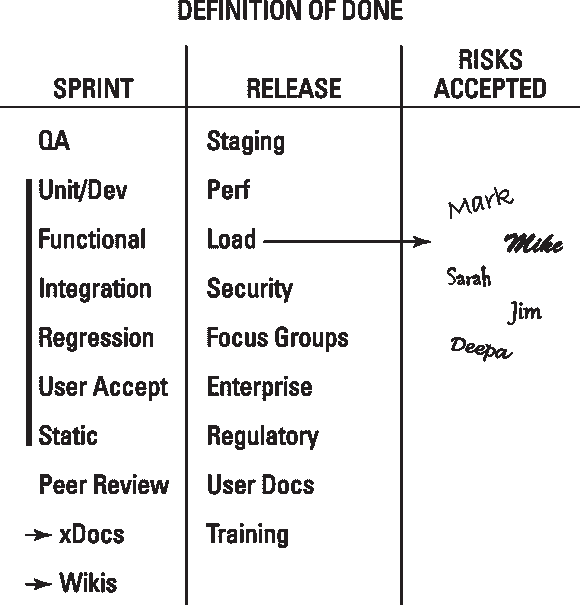 DEFINITION OF DONE
SPRINT
RELEASE
RISKS
ACCEPTED
QA
Unit/Dev
Functional
Integration
Regression
User Accept
Static
Peer Review
xDocs
Wikis
Staging
Perf
Load
Security
Focus Groups
Enterprise
Regulatory
User Docs
Training
Mark
Mike
Sarah
Jim
Deepa